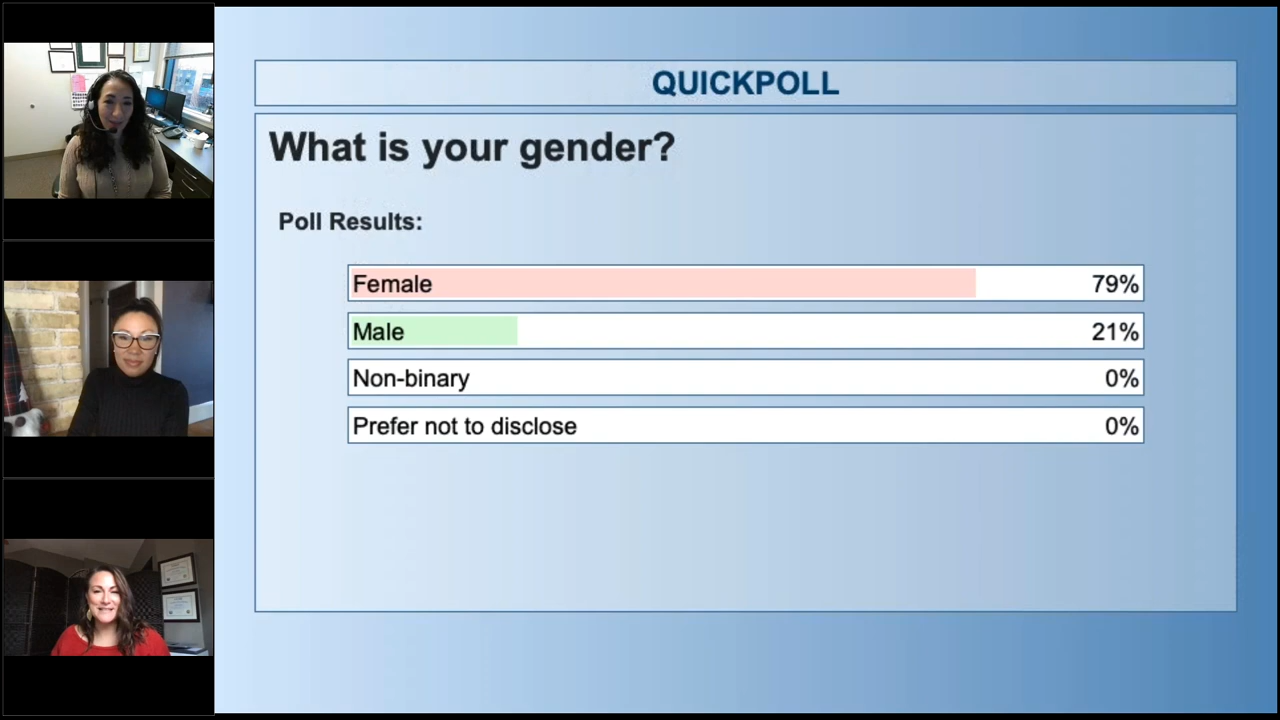 QUICKPOLL
What is your gender?
Poll Results:
Female 79%
Male 21%
Non-binary 0%
Prefer not to disclose 0%